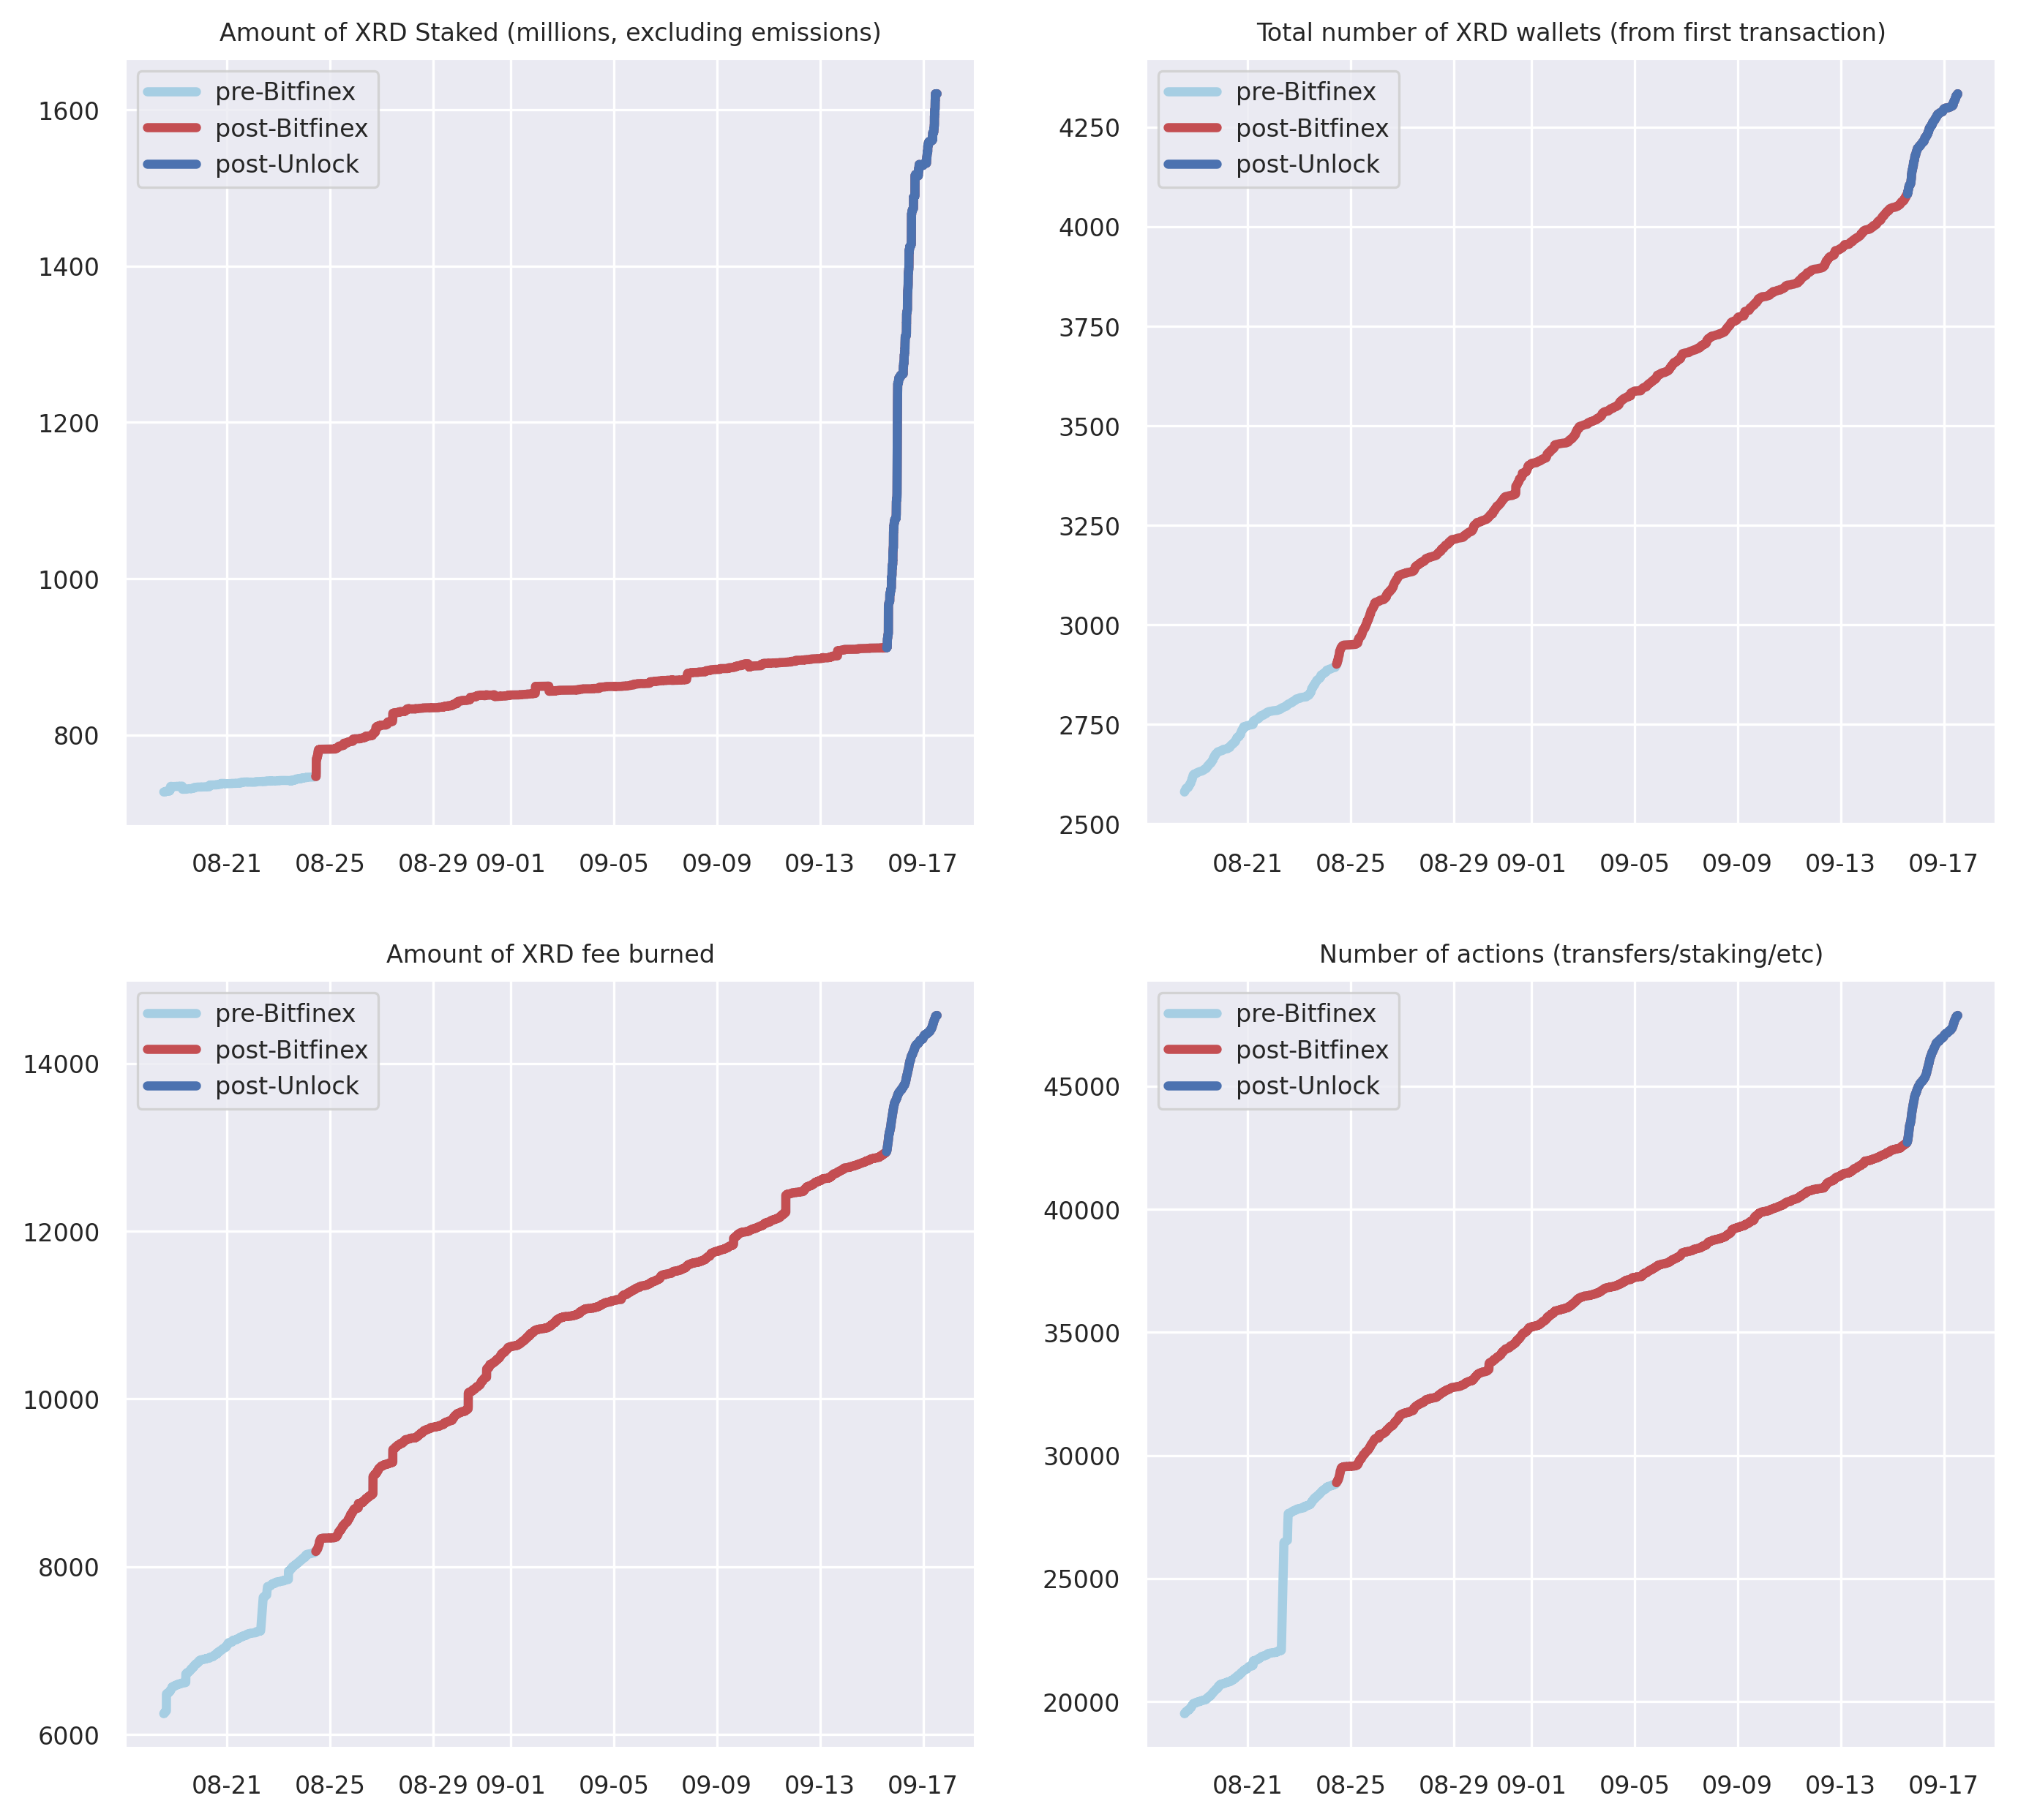 Amount of XRD Staked (millions, excluding emissions)
pre-Bitfinex
post-Bitfinex
post-Unlock
1600
1400
1200
1000
800
08-21 08-25 08-29 09-01 09-05 09-09 09-13 09-17
Total number of XRD wallets (from first transaction)
pre-Bitfinex
post-Bitfinex
post-Unlock
4250
4000
3750
3500
3250
3000
2750
2500
08-21 08-25 08-29 09-01 09-05 09-09 09-13 09-17
Amount of XRD fee burned
pre-Bitfinex
post-Bitfinex
post-Unlock
14000
12000
10000
8000
6000
08-21 08-25 08-29 09-01 09-05 09-09 09-13 09-17
Number of actions (transfers/staking/etc)
pre-Bitfinex
post-Bitfinex
post-Unlock
45000
40000
35000
30000
25000
20000
08-21 08-25 08-29 09-01 09-05 09-09 09-13 09-17